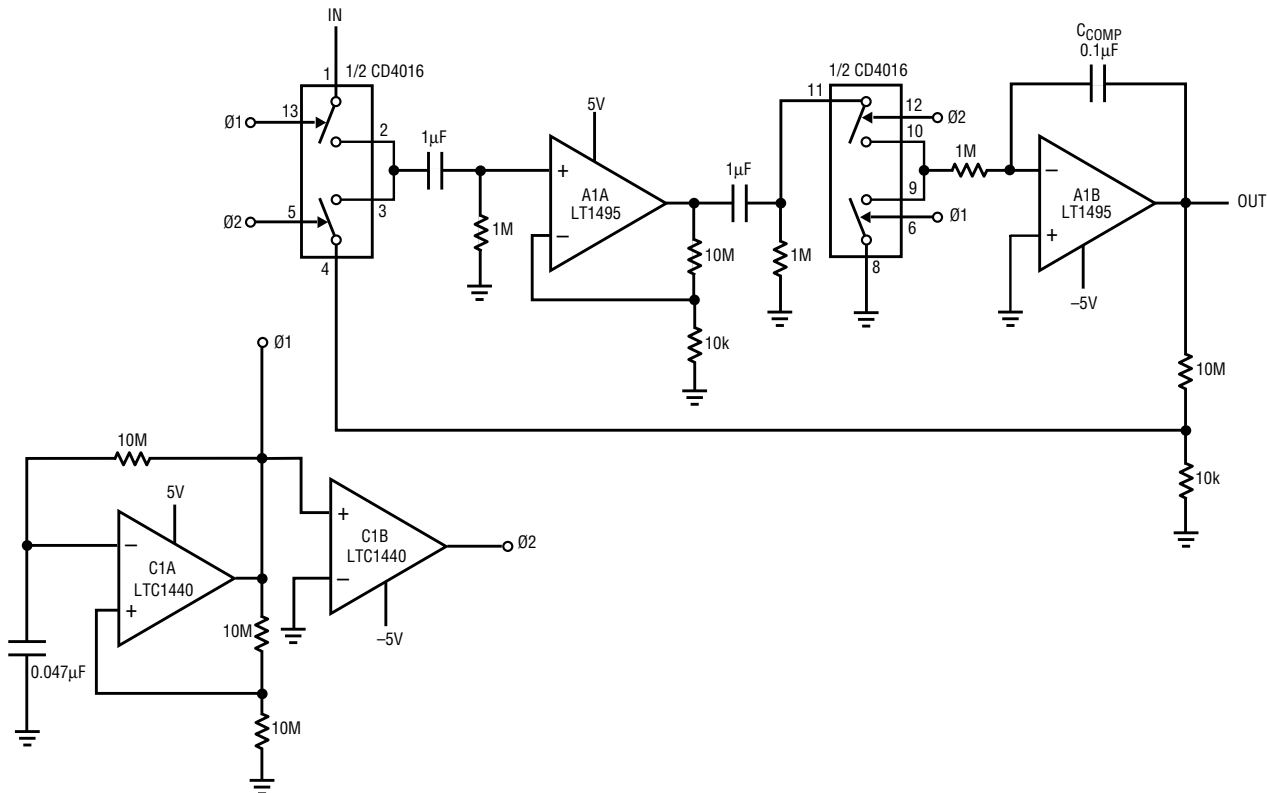 IN
1
1/2 CD4016
13
Ø1
2
3
Ø2
5
4
1µF
1M
5V
+
A1A
LT1495
–
10M
10k
1µF
1M
1/2 CD4016
11
12
Ø2
10
9
Ø1
6
8
1M
CCOMP
0.1µF
–
A1B
LT1495
+
–5V
OUT
10M
10k
Ø1
10M
5V
–
C1A
LTC1440
+
0.047µF
10M
10M
+
C1B
LTC1440
–
–5V
Ø2